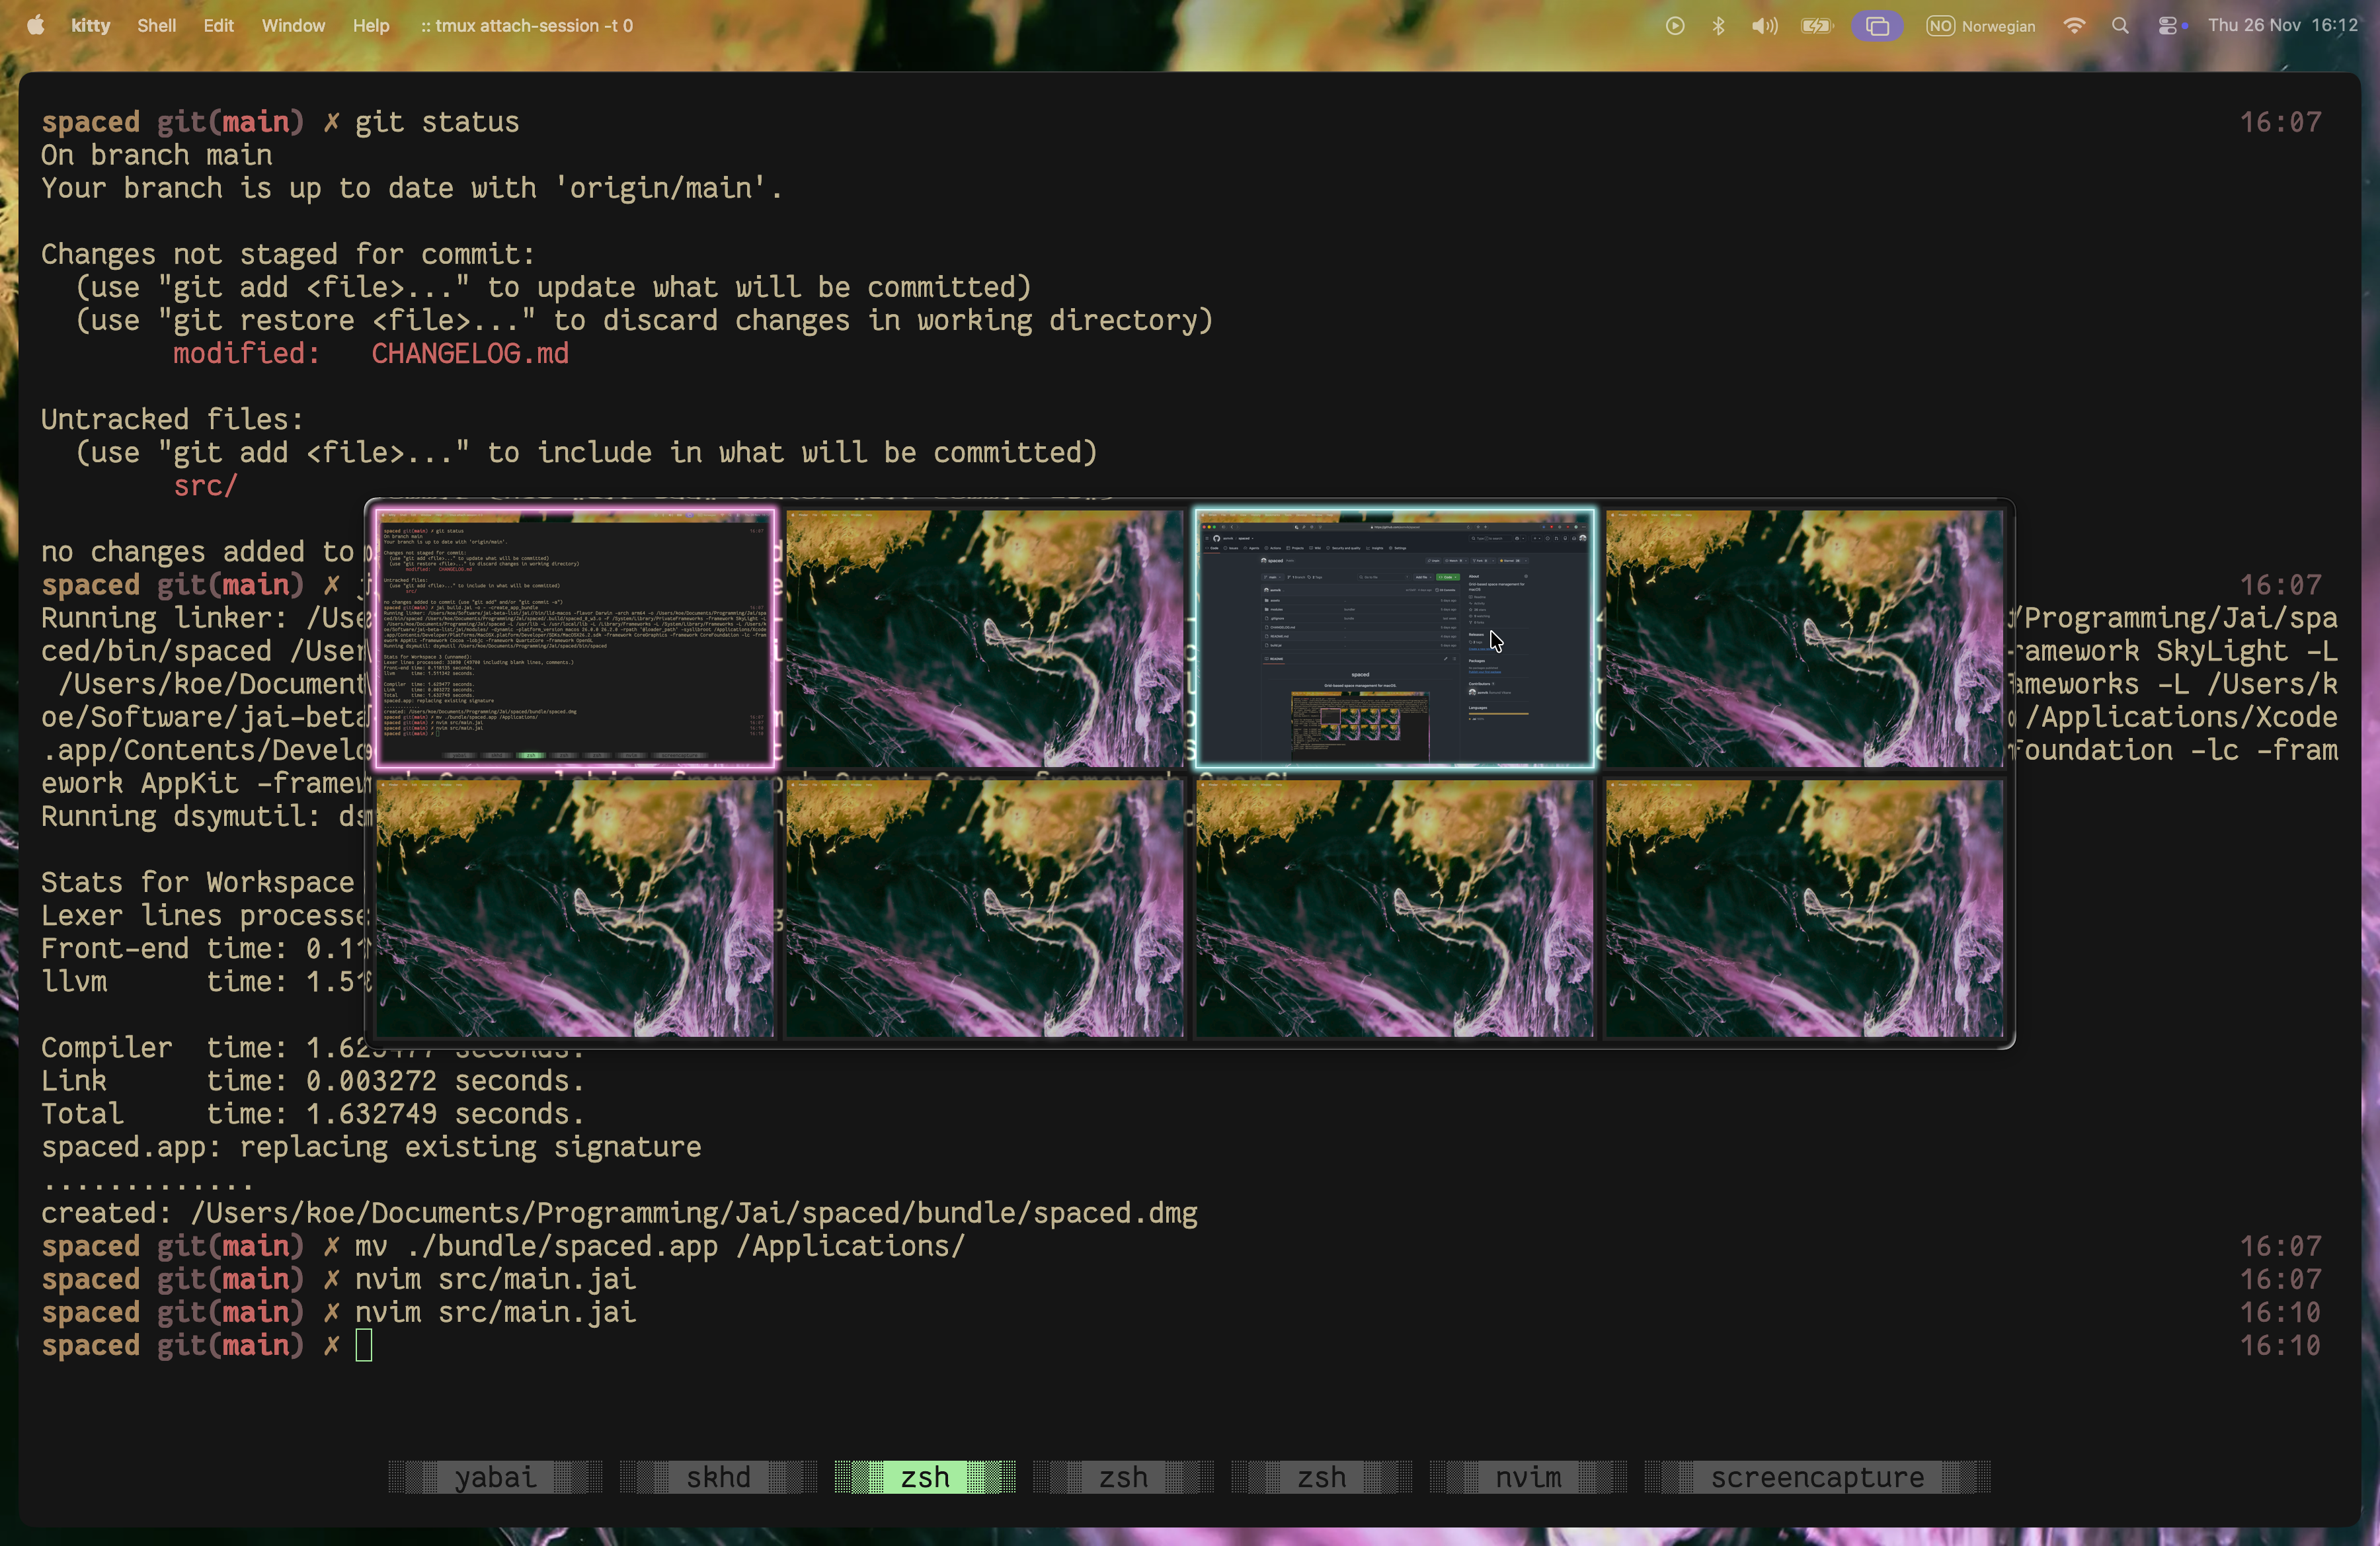 kitty Shell Edit Window Help :: tmux attach-session -t 0 NO Norwegian Thu 26 Nov 16:12
spaced git(main) ✗ git status 16:07
On branch main
Your branch is up to date with 'origin/main'.
Changes not staged for commit:
(use "git add <file>..." to update what will be committed)
(use "git restore <file>..." to discard changes in working directory)
modified: CHANGELOG.md
Untracked files:
(use "git add <file>..." to include in what will be committed)
src/
no changes added to
spaced git(main) ✗ 16:07
Running linker: /Use /Programming/Jai/spa
ced/bin/spaced /User ramework SkyLight -L
/Users/koe/Document ameworks -L /Users/k
oe/Software/jai-beta /Applications/Xcode
.app/Contents/Develo Foundation -lc -fram
ework AppKit -framew
Running dsymutil: ds
Stats for Workspace
Lexer lines processe
Front-end time: 0.11
llvm time: 1.51
Compiler time: 1.629477 seconds.
Link time: 0.003272 seconds.
Total time: 1.632749 seconds.
spaced.app: replacing existing signature
.............
created: /Users/koe/Documents/Programming/Jai/spaced/bundle/spaced.dmg
spaced git(main) ✗ mv ./bundle/spaced.app /Applications/ 16:07
spaced git(main) ✗ nvim src/main.jai 16:07
spaced git(main) ✗ nvim src/main.jai 16:10
spaced git(main) ✗ 16:10
yabai skhd zsh zsh zsh nvim screencapture